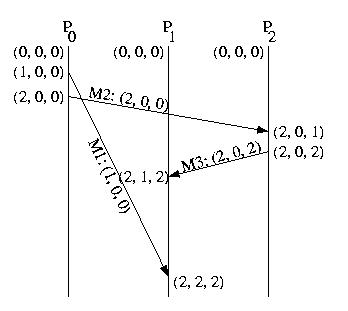 P0 P1 P2
(0, 0, 0) (0, 0, 0) (0, 0, 0)
(1, 0, 0)
(2, 0, 0) M2: (2, 0, 0)
(2, 0, 1)
M1: (1, 0, 0) M3: (2, 0, 2) (2, 0, 2)
(2, 1, 2)
(2, 2, 2)